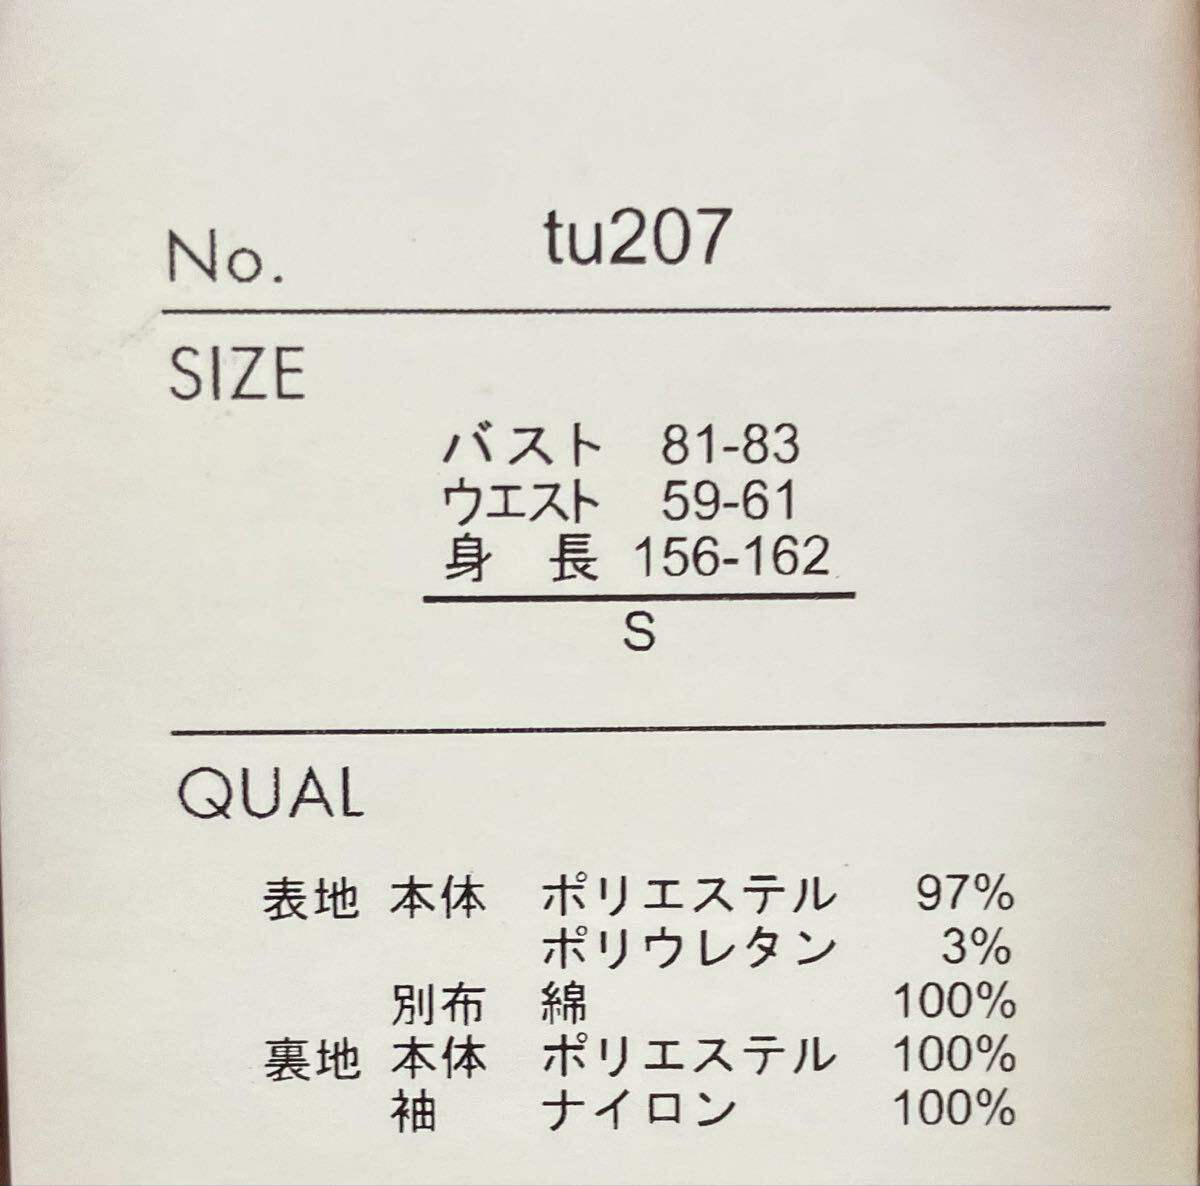 No. tu207
SIZE
バスト 81-83
ウエスト 59-61
身 長 156-162
S
QUAL
表地 本体 ポリエステル 97%
ポリウレタン 3%
別布 綿 100%
裏地 本体 ポリエステル 100%
袖 ナイロン 100%